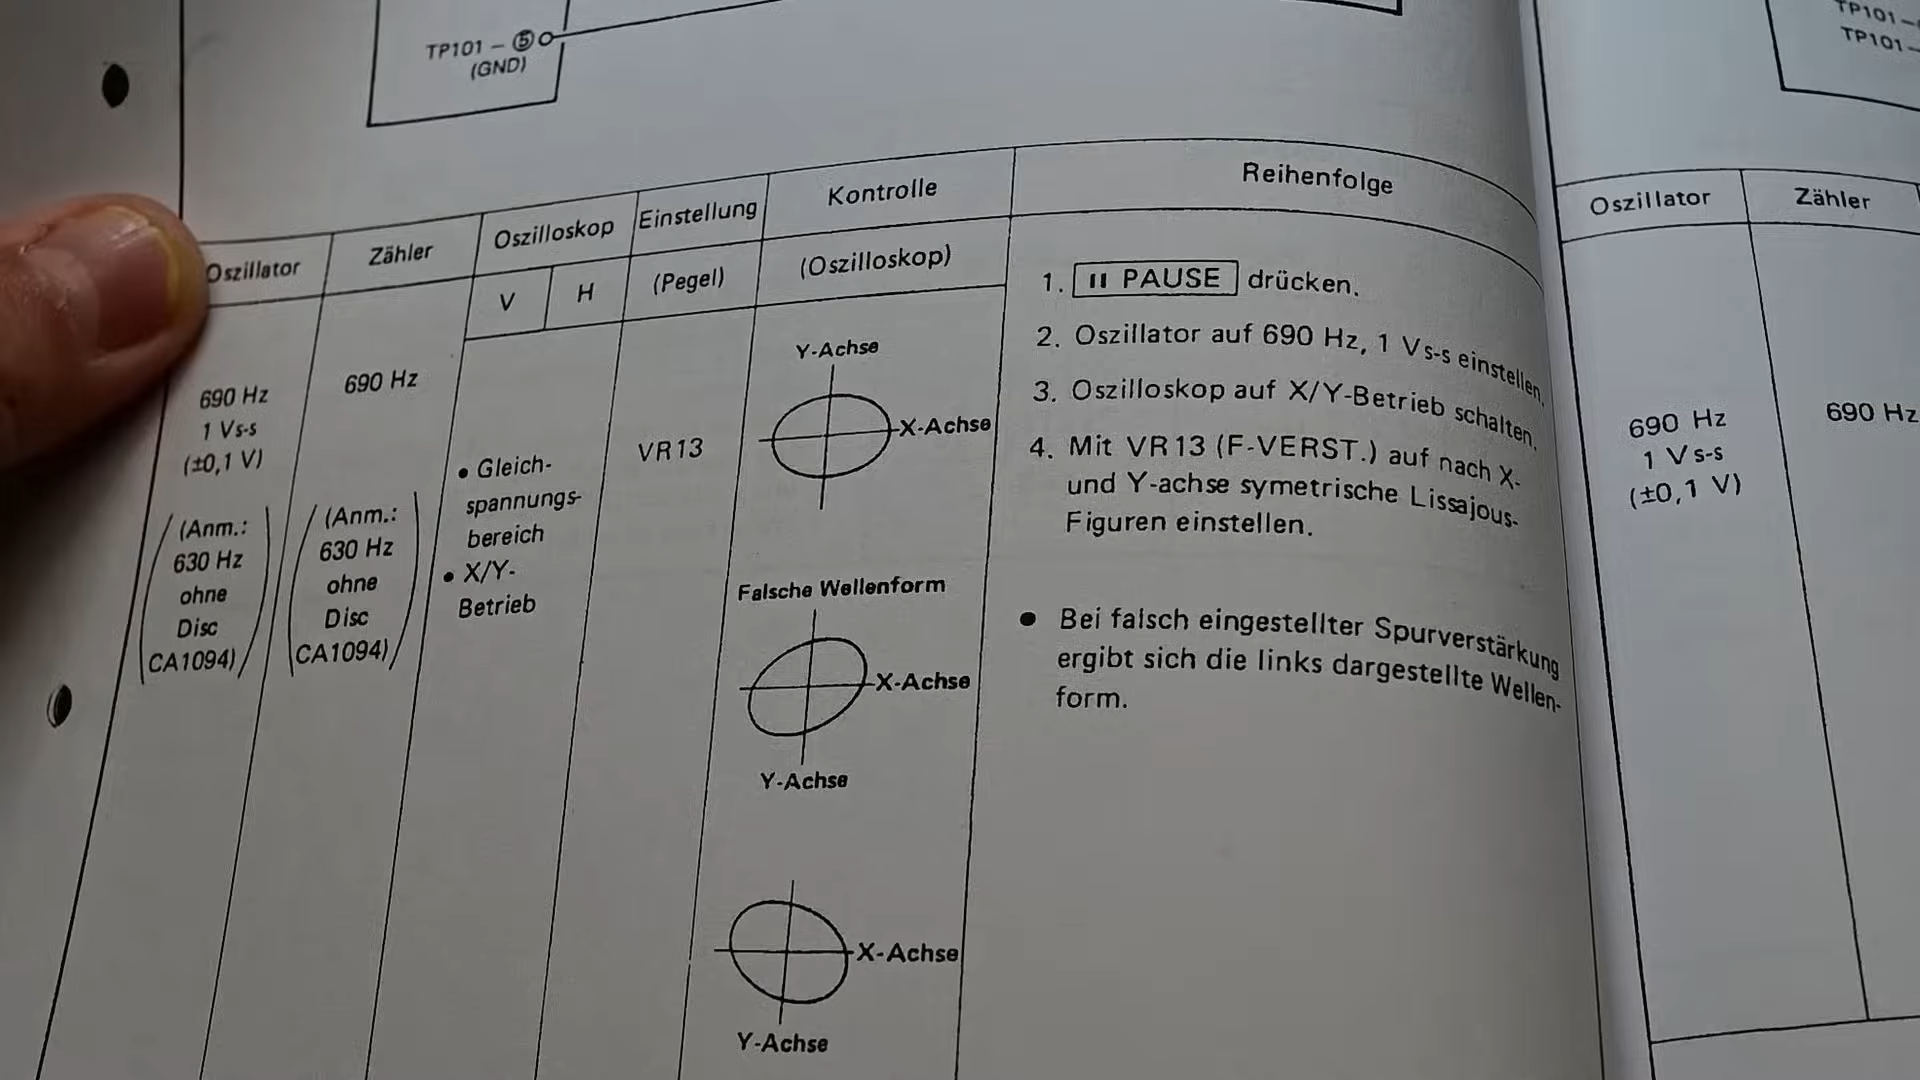 TP101 – ⑤
(GND)
TP101–
TP101–
Oszillator
Zähler
Oszilloskop
Einstellung
Kontrolle
Reihenfolge
V
H
(Pegel)
(Oszilloskop)
690 Hz
1 Vs-s
(±0,1 V)
(Anm.:
630 Hz
ohne
Disc
CA1094)
690 Hz
(Anm.:
630 Hz
ohne
Disc
CA1094)
• Gleich-
spannungs-
bereich
• X/Y-
Betrieb
VR13
Y-Achse
X-Achse
Falsche Wellenform
X-Achse
Y-Achse
X-Achse
Y-Achse
1. II PAUSE drücken.
2. Oszillator auf 690 Hz, 1 Vs-s einstellen.
3. Oszilloskop auf X/Y-Betrieb schalten.
4. Mit VR13 (F-VERST.) auf nach X-
und Y-achse symetrische Lissajous-
Figuren einstellen.
• Bei falsch eingestellter Spurverstärkung
ergibt sich die links dargestellte Wellen-
form.
Oszillator
Zähler
690 Hz
1 Vs-s
(±0,1 V)
690 Hz